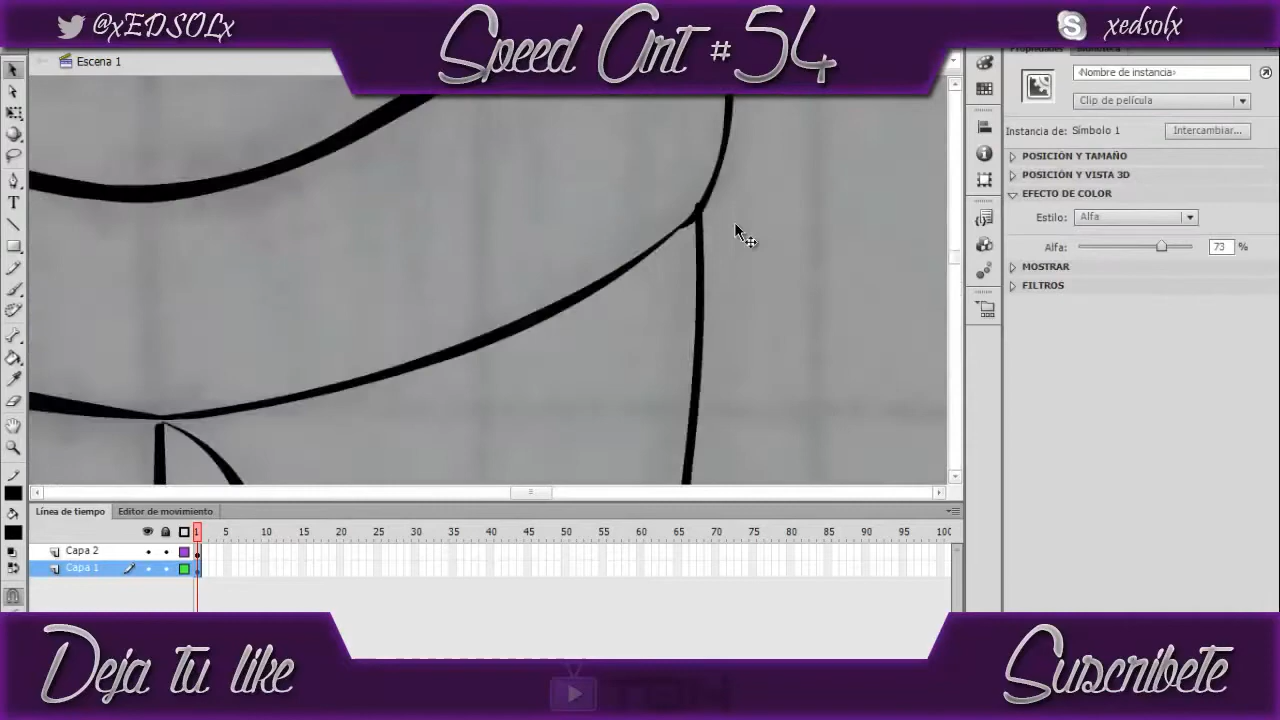 @xEDSOLx
Speed Art #54
xedsolx
Escena 1
Propiedades
Biblioteca
<Nombre de instancia>
Clip de película
Instancia de: Símbolo 1
Intercambiar...
POSICIÓN Y TAMAÑO
POSICIÓN Y VISTA 3D
EFECTO DE COLOR
Estilo: Alfa
Alfa: 73 %
MOSTRAR
FILTROS
T
Línea de tiempo
Editor de movimiento
1 5 10 15 20 25 30 35 40 45 50 55 60 65 70 75 80 85 90 95 100
Capa 2
Capa 1
Deja tu like
Suscribete